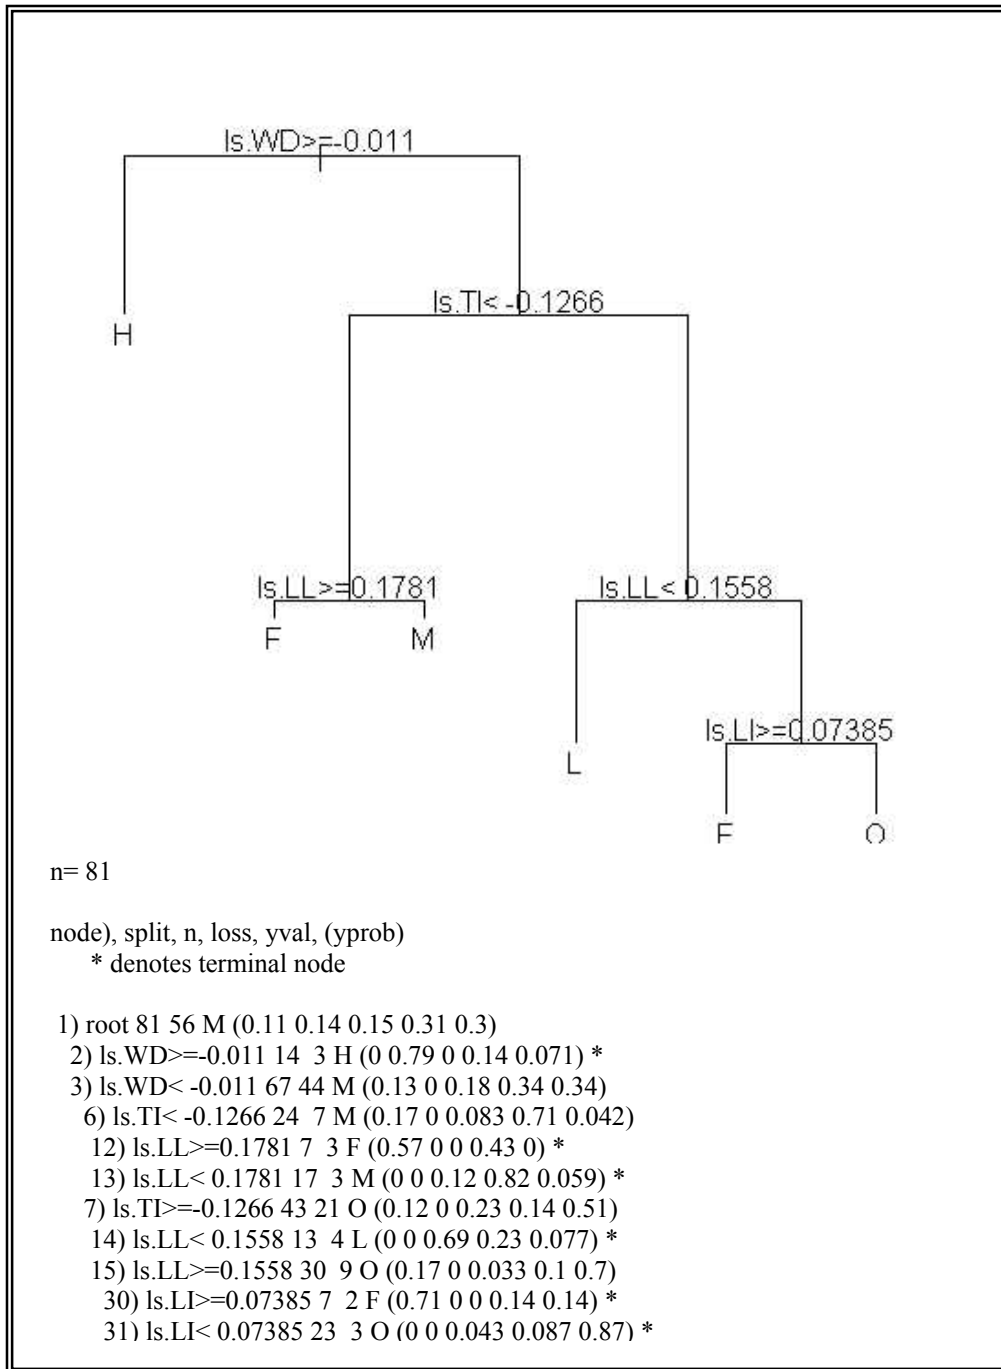 ls.WD>=-0.011
H
ls.TI< -0.1266
ls.LL>=0.1781
F
M
ls.LL< 0.1558
L
ls.LI>=0.07385
F
O
n= 81
node), split, n, loss, yval, (yprob)
* denotes terminal node
1) root 81 56 M (0.11 0.14 0.15 0.31 0.3)
2) ls.WD>=-0.011 14 3 H (0 0.79 0 0.14 0.071) *
3) ls.WD< -0.011 67 44 M (0.13 0 0.18 0.34 0.34)
6) ls.TI< -0.1266 24 7 M (0.17 0 0.083 0.71 0.042)
12) ls.LL>=0.1781 7 3 F (0.57 0 0 0.43 0) *
13) ls.LL< 0.1781 17 3 M (0 0 0.12 0.82 0.059) *
7) ls.TI>=-0.1266 43 21 O (0.12 0 0.23 0.14 0.51)
14) ls.LL< 0.1558 13 4 L (0 0 0.69 0.23 0.077) *
15) ls.LL>=0.1558 30 9 O (0.17 0 0.033 0.1 0.7)
30) ls.LI>=0.07385 7 2 F (0.71 0 0 0.14 0.14) *
31) ls.LI< 0.07385 23 3 O (0 0 0.043 0.087 0.87) *